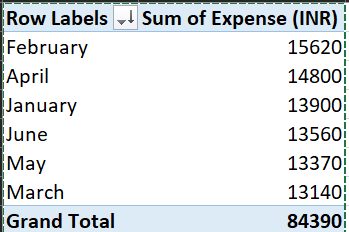 Row Labels Sum of Expense (INR)
February 15620
April 14800
January 13900
June 13560
May 13370
March 13140
Grand Total 84390